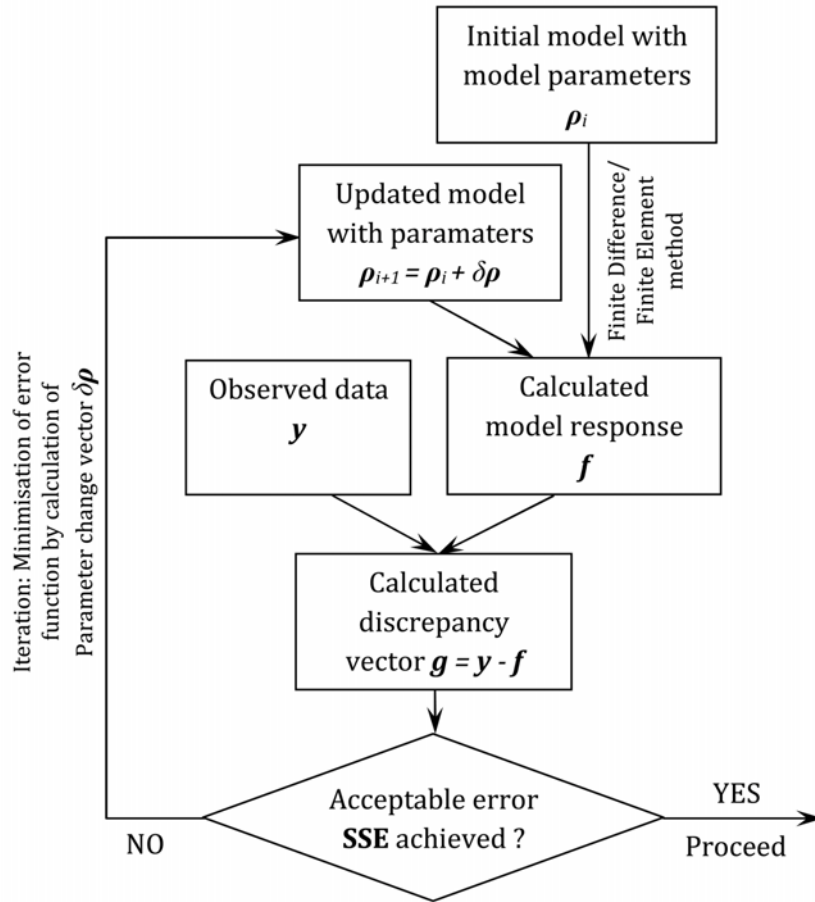 Initial model with
model parameters
ρi
Finite Difference/
Finite Element
method
Updated model
with paramaters
ρi+1 = ρi + δρ
Observed data
y
Calculated
model response
f
Calculated
discrepancy
vector g = y - f
Iteration: Minimisation of error
function by calculation of
Parameter change vector δρ
Acceptable error
SSE achieved ?
NO
YES
Proceed